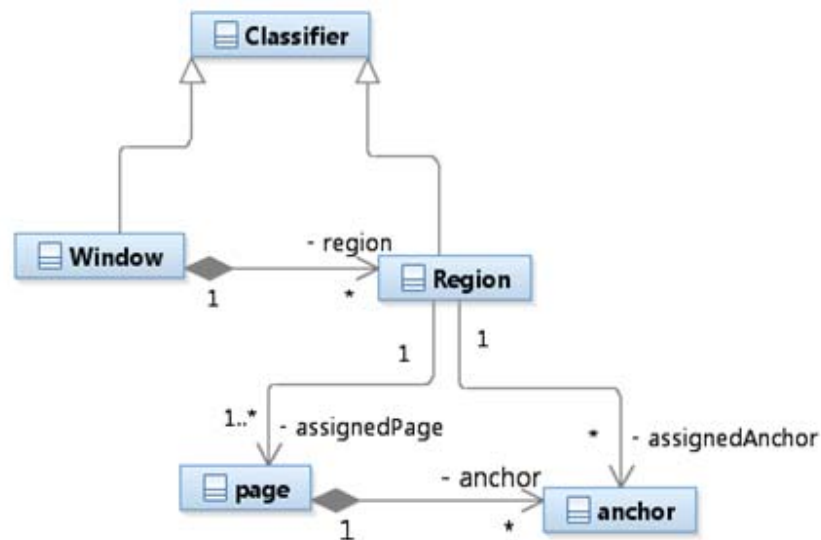 Classifier
Window
- region
1
*
Region
1
1
1..*
- assignedPage
*
- assignedAnchor
page
- anchor
1
*
anchor